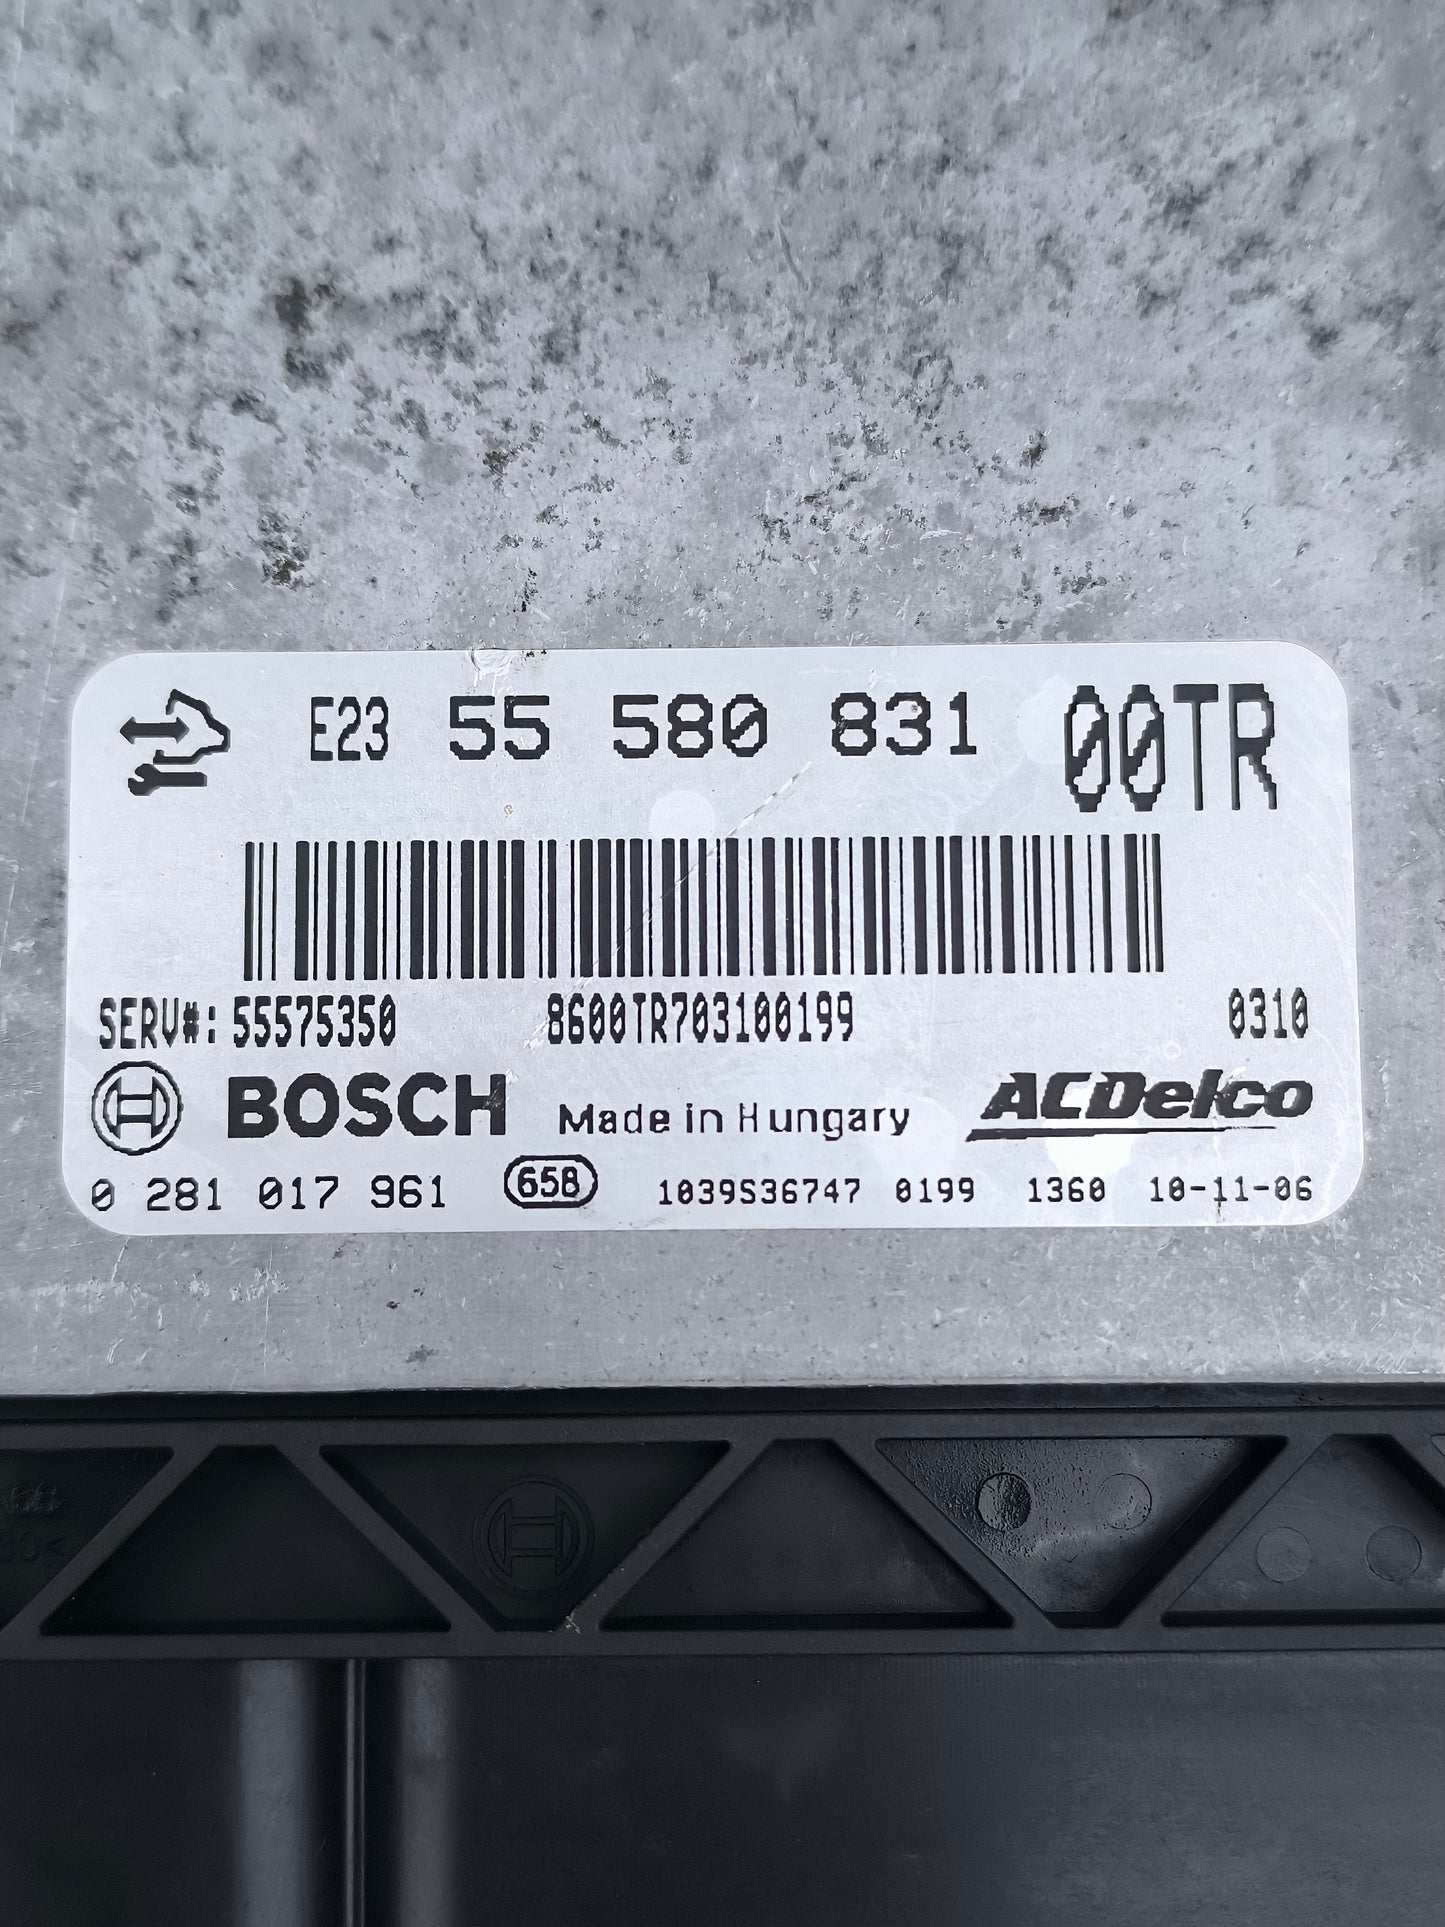 E23 55 580 831 00TR
SERV#: 55575350 8600TR703100199 0310
BOSCH Made in Hungary ACDelco
0 281 017 961 658 1039S36747 0199 1360 10-11-06